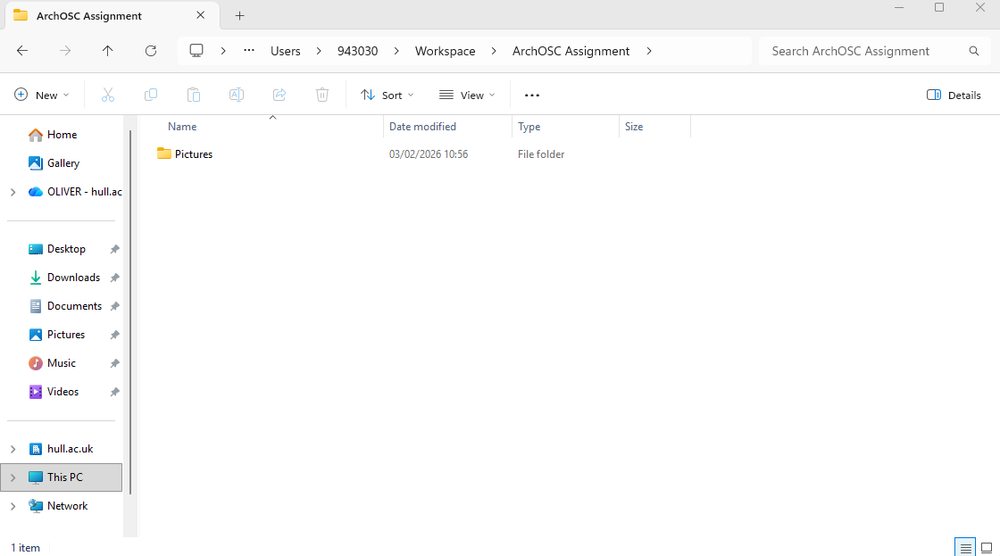 ArchOSC Assignment
... Users > 943030 > Workspace > ArchOSC Assignment >
Search ArchOSC Assignment
New
Sort
View
...
Details
Name
Date modified
Type
Size
Home
Gallery
OLIVER - hull.ac
Desktop
Downloads
Documents
Pictures
Music
Videos
hull.ac.uk
This PC
Network
Pictures
03/02/2026 10:56
File folder
1 item